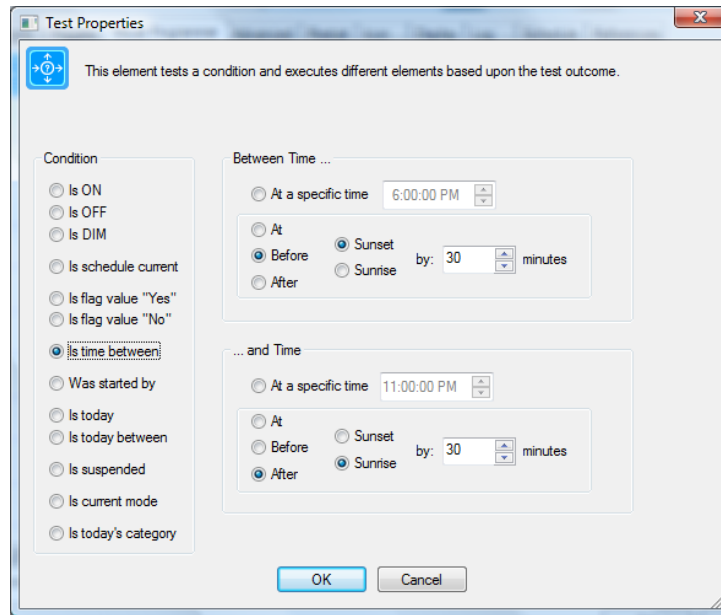 Test Properties
This element tests a condition and executes different elements based upon the test outcome.
Condition
Is ON
Is OFF
Is DIM
Is schedule current
Is flag value "Yes"
Is flag value "No"
Is time between
Was started by
Is today
Is today between
Is suspended
Is current mode
Is today's category
Between Time ...
At a specific time 6:00:00 PM
At
Before
After
Sunset
Sunrise
by: 30 minutes
... and Time
At a specific time 11:00:00 PM
At
Before
After
Sunset
Sunrise
by: 30 minutes
OK Cancel